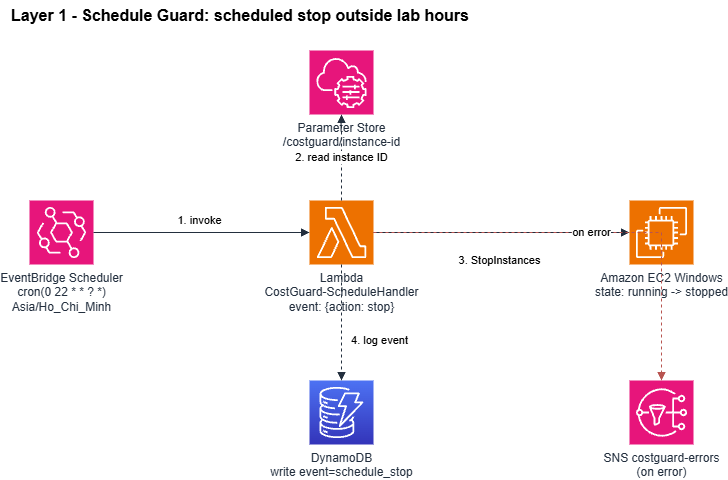 Layer 1 - Schedule Guard: scheduled stop outside lab hours
Parameter Store
/costguard/instance-id
2. read instance ID
1. invoke
on error
3. StopInstances
EventBridge Scheduler
cron(0 22 * * ? *)
Asia/Ho_Chi_Minh
Lambda
CostGuard-ScheduleHandler
event: {action: stop}
Amazon EC2 Windows
state: running -> stopped
4. log event
DynamoDB
write event=schedule_stop
SNS costguard-errors
(on error)